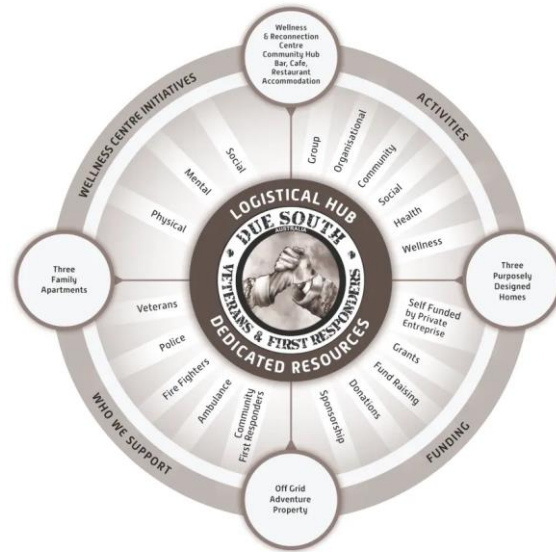 Wellness
& Reconnection
Centre
Community Hub
Bar, Cafe,
Restaurant
Accommodation
WELLNESS CENTRE INITIATIVES
Physical
Mental
Social
ACTIVITIES
Group
Organisational
Community
Social
Health
Wellness
Three
Family
Apartments
LOGISTICAL HUB
DUE SOUTH
AUSTRALIA
VETERANS & FIRST RESPONDERS
DEDICATED RESOURCES
Three
Purposely
Designed
Homes
WHO WE SUPPORT
Veterans
Police
Fire Fighters
Ambulance
Community
First Responders
FUNDING
Self Funded
by Private
Entreprise
Grants
Fund Raising
Donations
Sponsorship
Off Grid
Adventure
Property